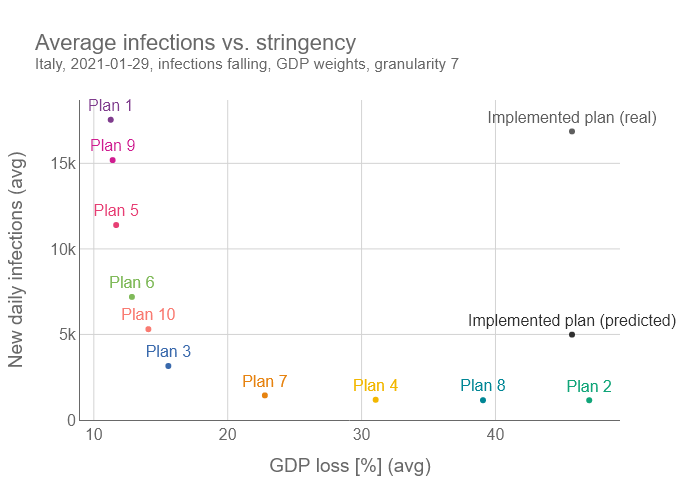 Average infections vs. stringency
Italy, 2021-01-29, infections falling, GDP weights, granularity 7
Plan 1
Implemented plan (real)
Plan 9
15k
Plan 5
10k
Plan 6
Plan 10
Implemented plan (predicted)
5k
Plan 3
Plan 7
Plan 4
Plan 8
Plan 2
0
10
20
30
40
GDP loss [%] (avg)
New daily infections (avg)